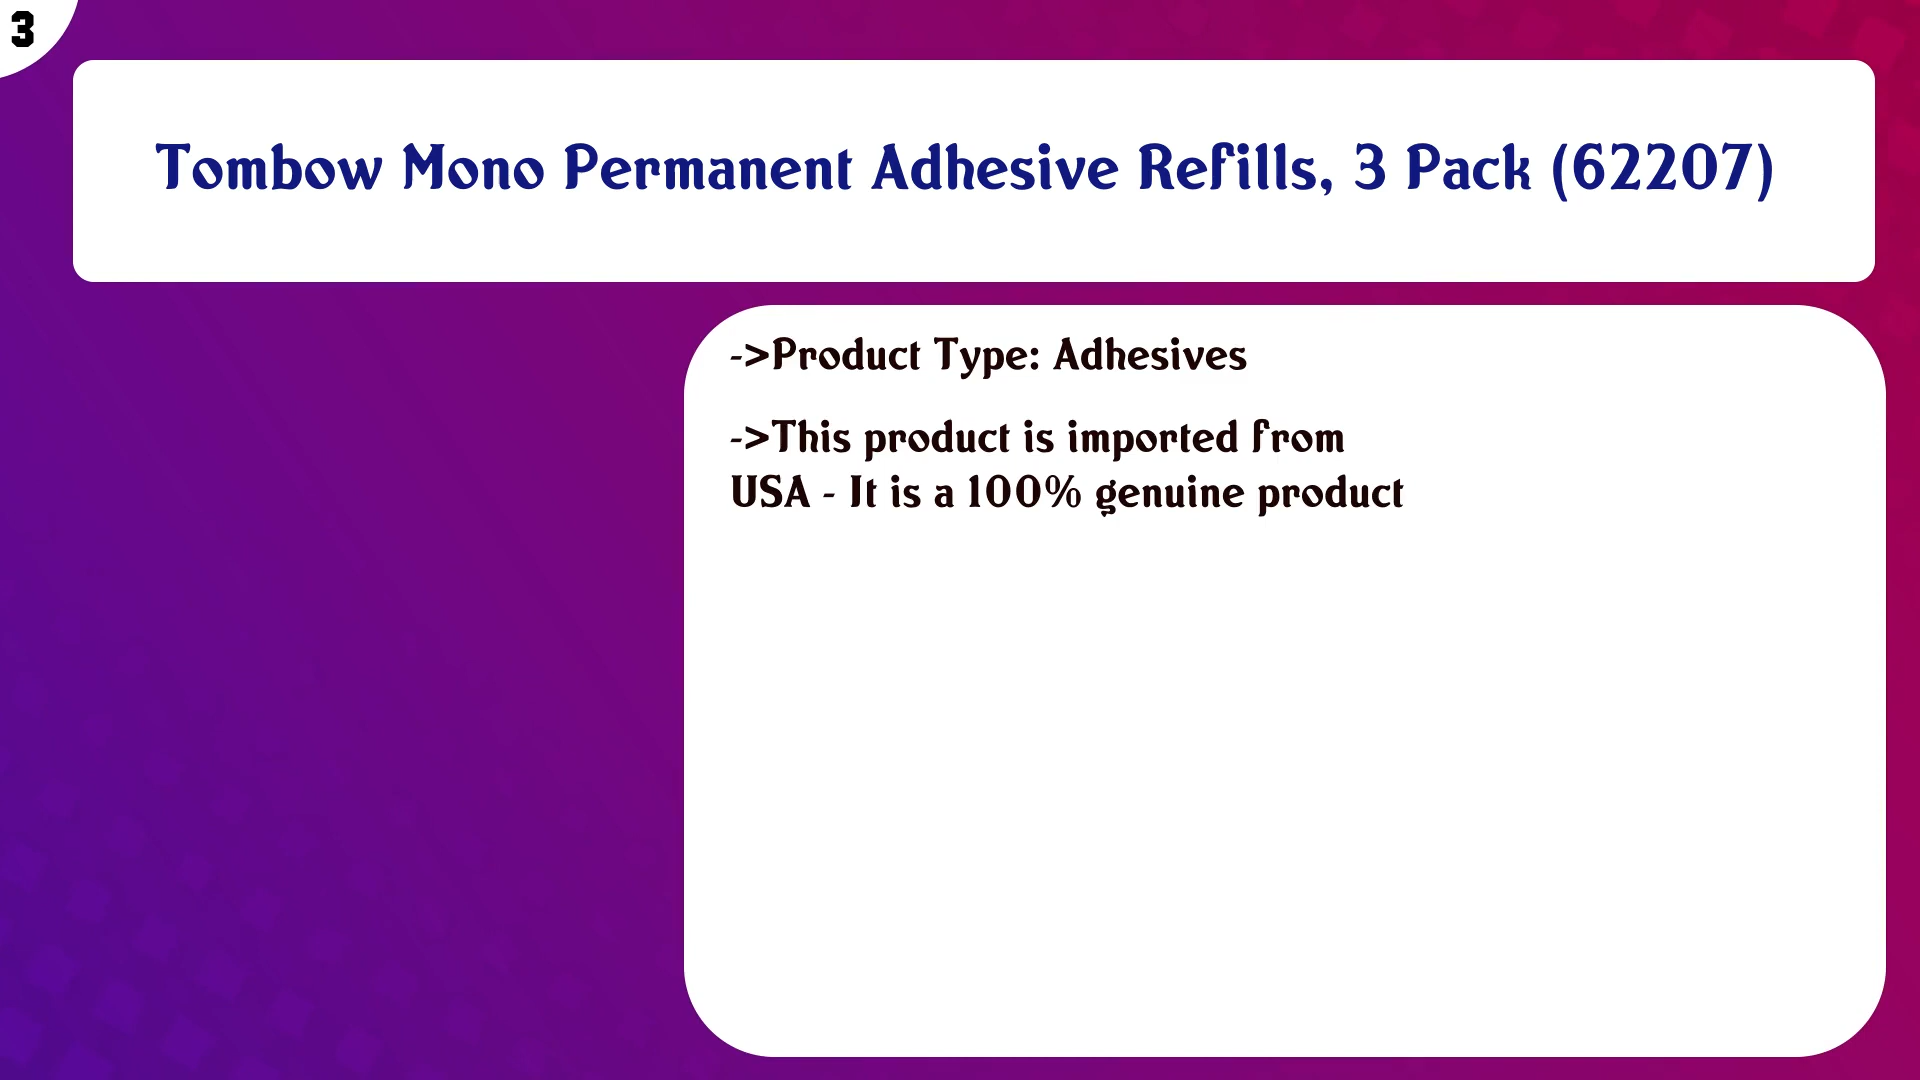 3
Tombow Mono Permanent Adhesive Refills, 3 Pack (62207)
->Product Type: Adhesives
->This product is imported from
USA - It is a 100% genuine product